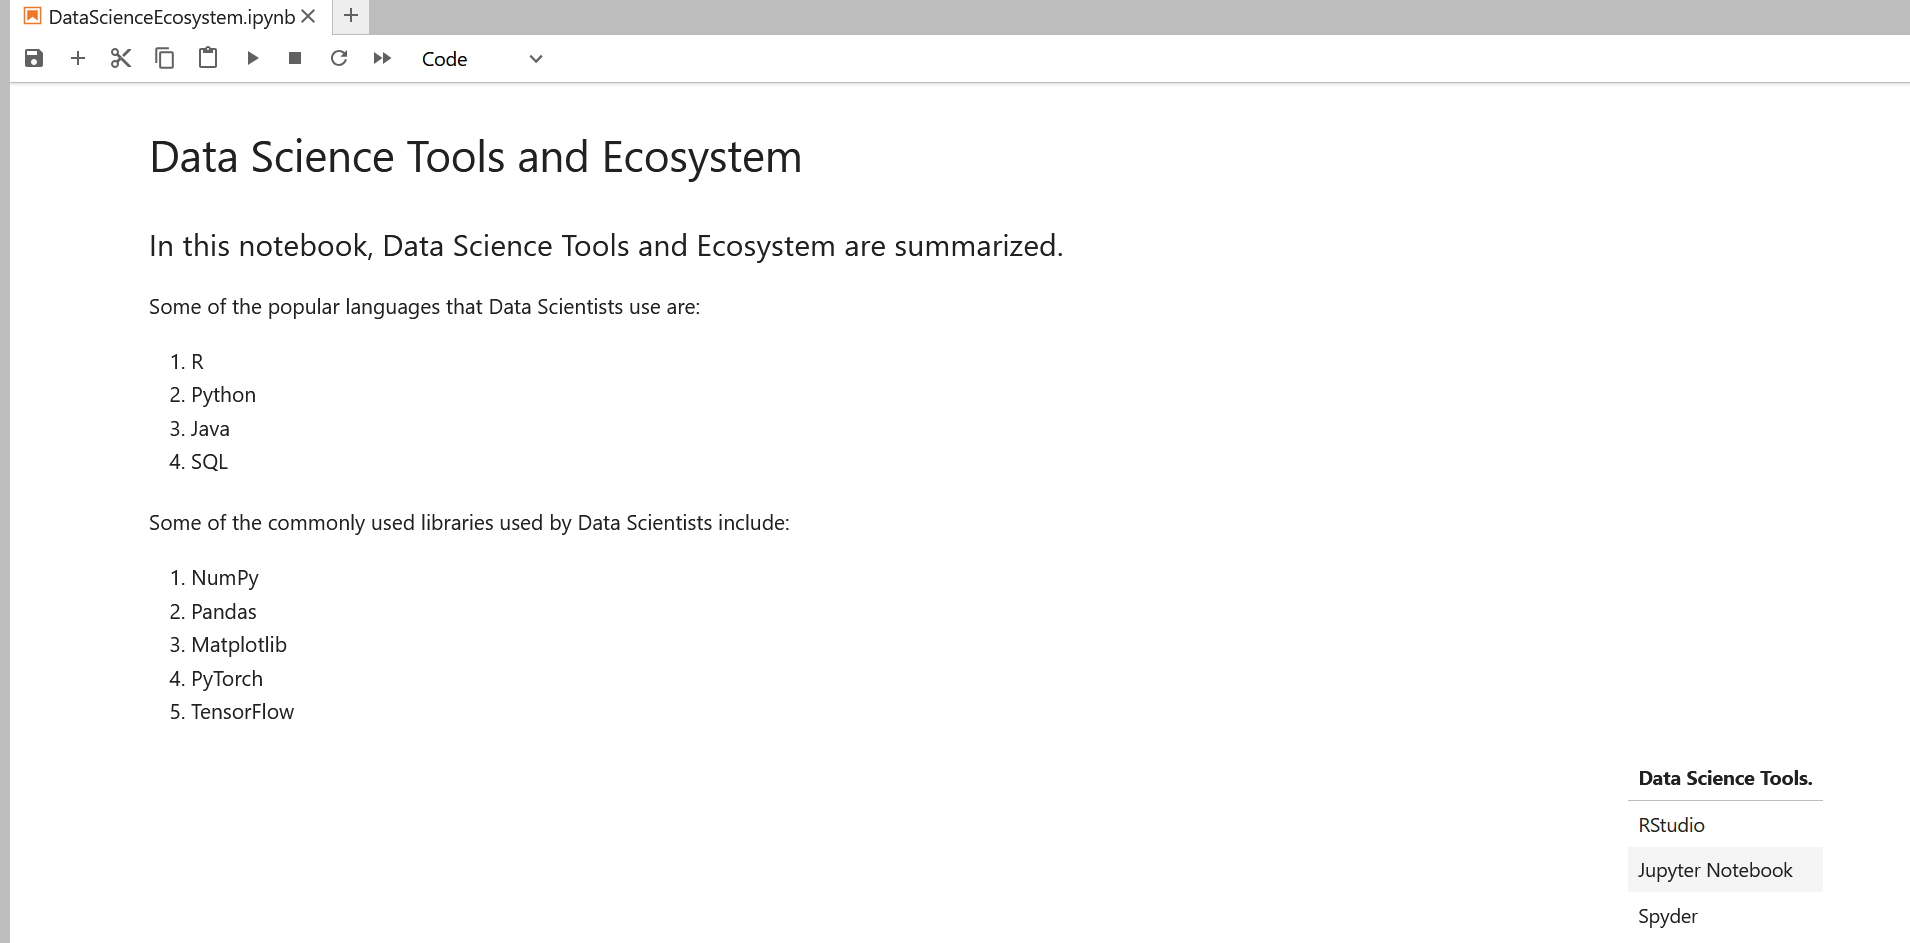 DataScienceEcosystem.ipynb
Code
Data Science Tools and Ecosystem
In this notebook, Data Science Tools and Ecosystem are summarized.
Some of the popular languages that Data Scientists use are:
1. R
2. Python
3. Java
4. SQL
Some of the commonly used libraries used by Data Scientists include:
1. NumPy
2. Pandas
3. Matplotlib
4. PyTorch
5. TensorFlow
Data Science Tools.
RStudio
Jupyter Notebook
Spyder